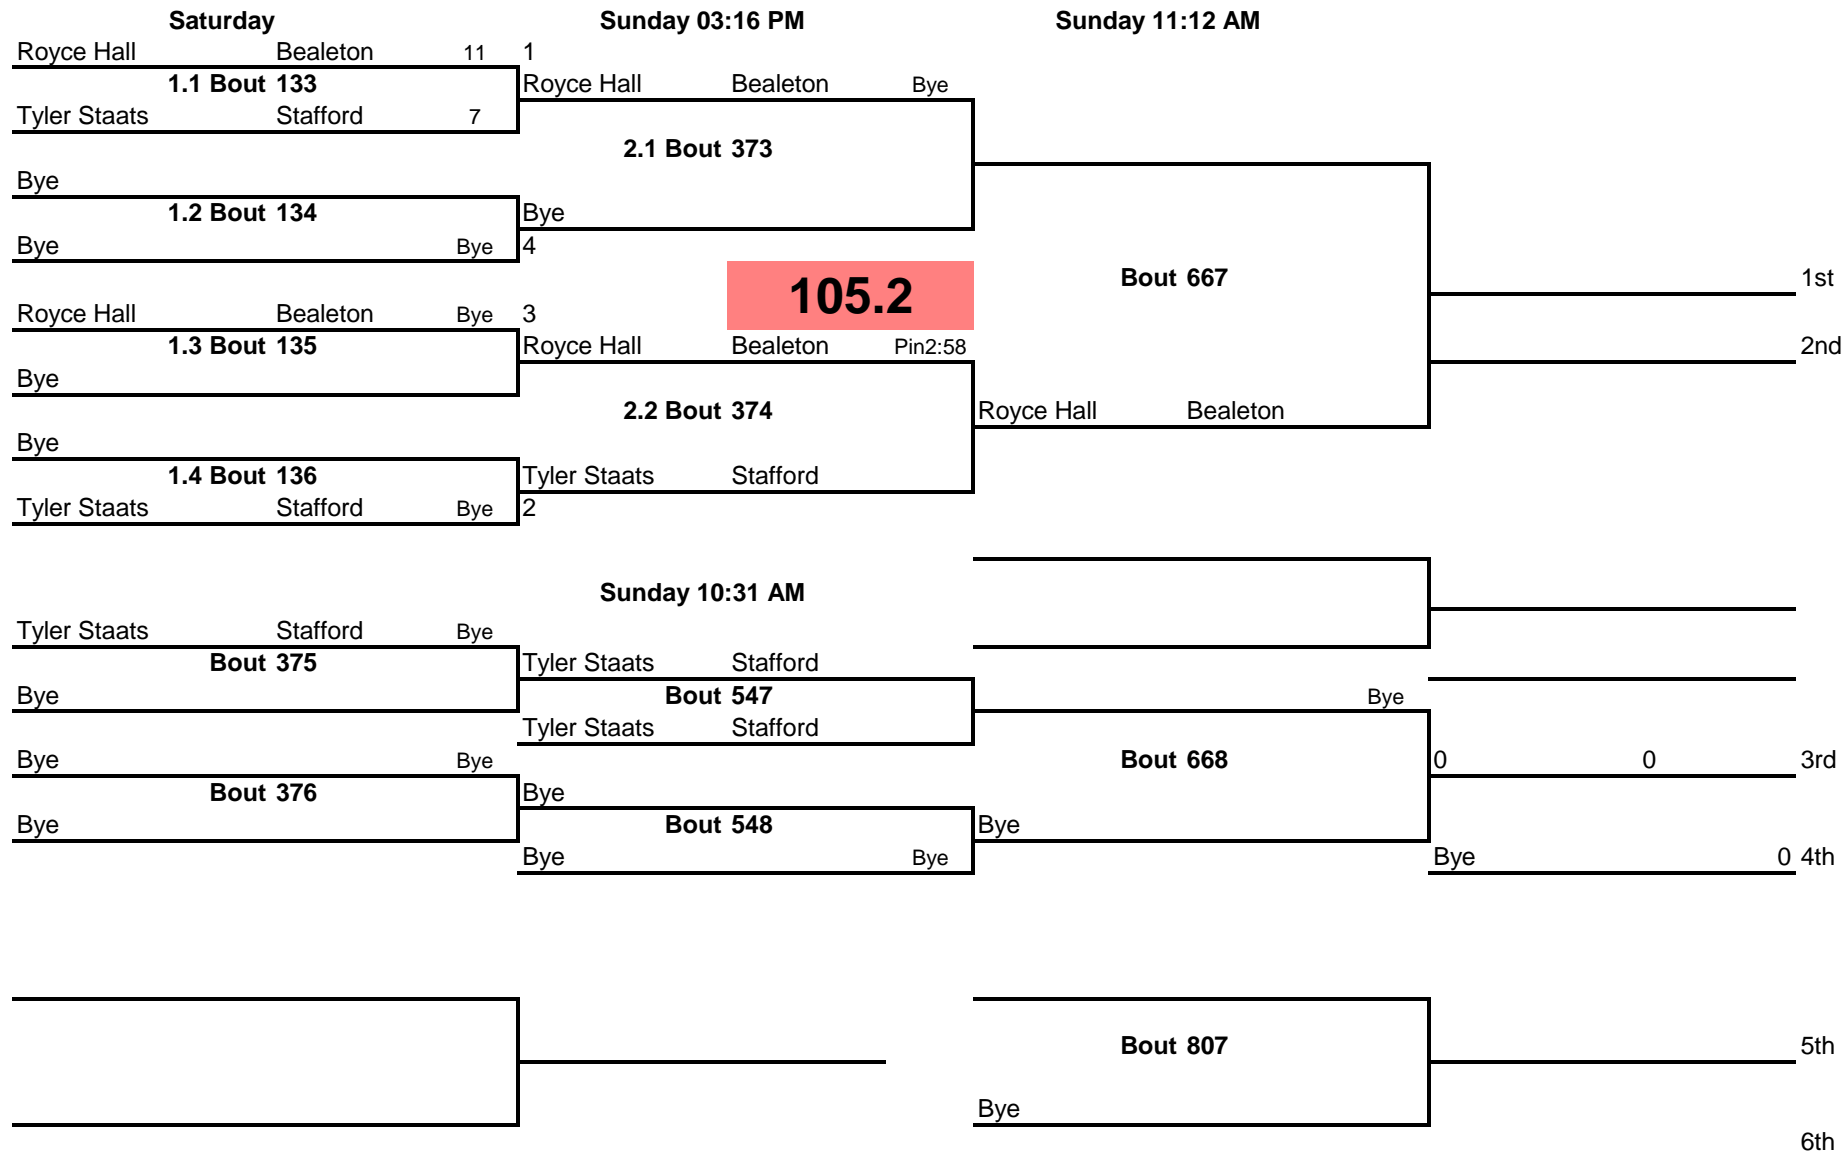 Saturday Sunday 03:16 PM Sunday 11:12 AM
Royce Hall Bealeton 11 1
1.1 Bout 133 Royce Hall Bealeton Bye
Tyler Staats Stafford 7
2.1 Bout 373
Bye
1.2 Bout 134 Bye
Bye Bye 4
105.2 Bout 667 1st
Royce Hall Bealeton Bye 3
1.3 Bout 135 Royce Hall Bealeton Pin2:58 2nd
Bye
2.2 Bout 374 Royce Hall Bealeton
Bye
1.4 Bout 136 Tyler Staats Stafford
Tyler Staats Stafford Bye 2
Sunday 10:31 AM
Tyler Staats Stafford Bye
Bout 375 Tyler Staats Stafford
Bye Bout 547 Bye
Tyler Staats Stafford
Bye Bye Bout 668 0 0 3rd
Bout 376 Bye
Bye Bout 548 Bye
Bye Bye Bye 0 4th
Bout 807 5th
Bye
6th